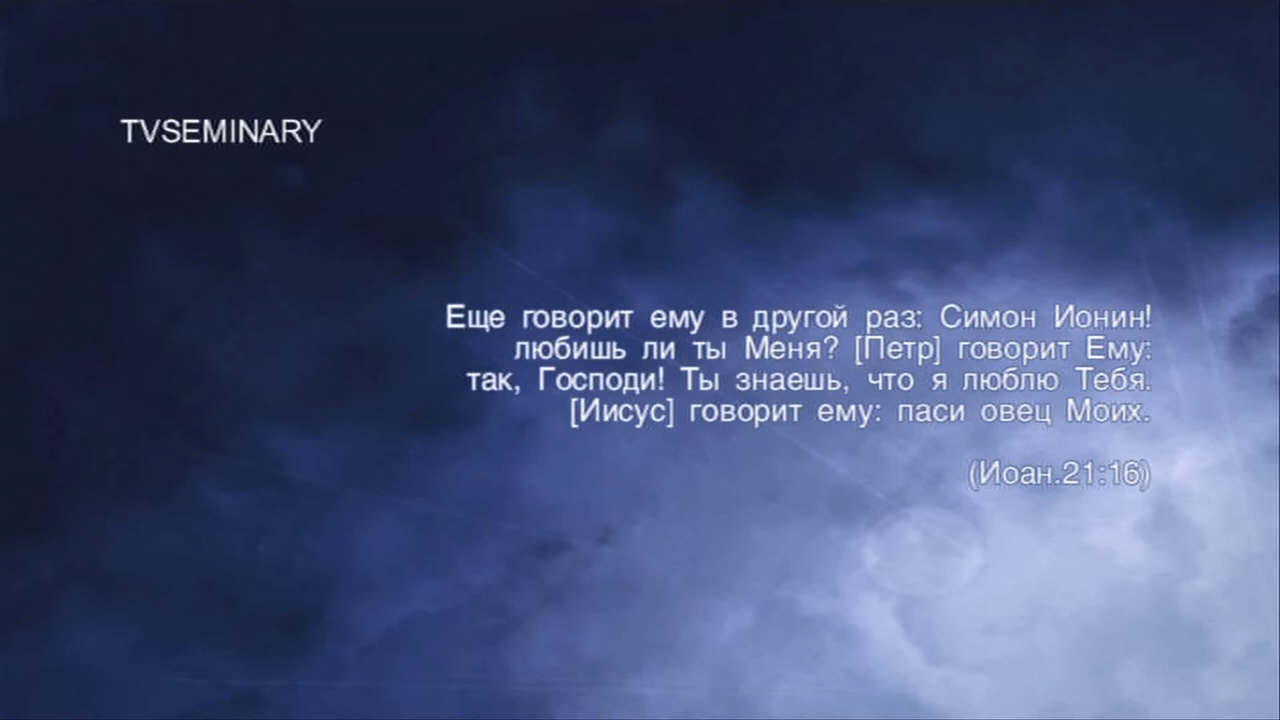 TVSEMINARY
Еще говорит ему в другой раз: Симон Ионин!
любишь ли ты Меня? [Петр] говорит Ему:
так, Господи! Ты знаешь, что я люблю Тебя.
[Иисус] говорит ему: паси овец Моих.
(Иоан.21:16)